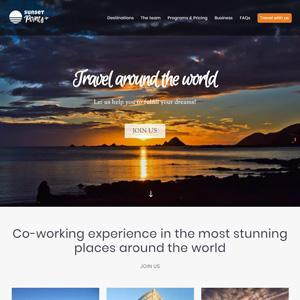 SUNSET
Points
Destinations The team Programs & Pricing Business FAQs Travel with us
Travel around the world
Let us help you to fulfill your dreams!
JOIN US
Co-working experience in the most stunning
places around the world
JOIN US